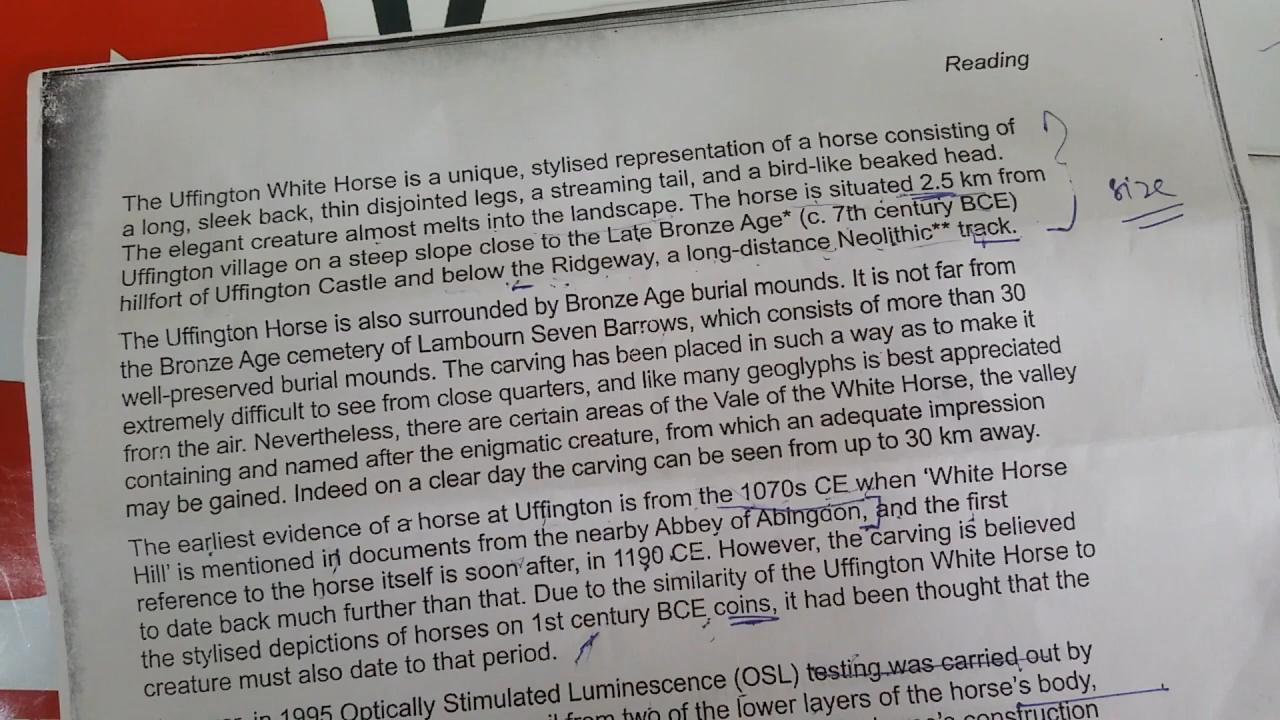 Reading
The Uffington White Horse is a unique, stylised representation of a horse consisting of
a long, sleek back, thin disjointed legs, a streaming tail, and a bird-like beaked head.
The elegant creature almost melts into the landscape. The horse is situated 2.5 km from
Uffington village on a steep slope close to the Late Bronze Age* (c. 7th century BCE)
hillfort of Uffington Castle and below the Ridgeway, a long-distance Neolithic** track.
size
The Uffington Horse is also surrounded by Bronze Age burial mounds. It is not far from
the Bronze Age cemetery of Lambourn Seven Barrows, which consists of more than 30
well-preserved burial mounds. The carving has been placed in such a way as to make it
extremely difficult to see from close quarters, and like many geoglyphs is best appreciated
from the air. Nevertheless, there are certain areas of the Vale of the White Horse, the valley
containing and named after the enigmatic creature, from which an adequate impression
may be gained. Indeed on a clear day the carving can be seen from up to 30 km away.
The earliest evidence of a horse at Uffington is from the 1070s CE when ‘White Horse
Hill’ is mentioned in documents from the nearby Abbey of Abingdon, and the first
reference to the horse itself is soon after, in 1190 CE. However, the carving is believed
to date back much further than that. Due to the similarity of the Uffington White Horse to
the stylised depictions of horses on 1st century BCE coins, it had been thought that the
creature must also date to that period.
in 1995 Optically Stimulated Luminescence (OSL) testing was carried out by
from two of the lower layers of the horse's body,
construction